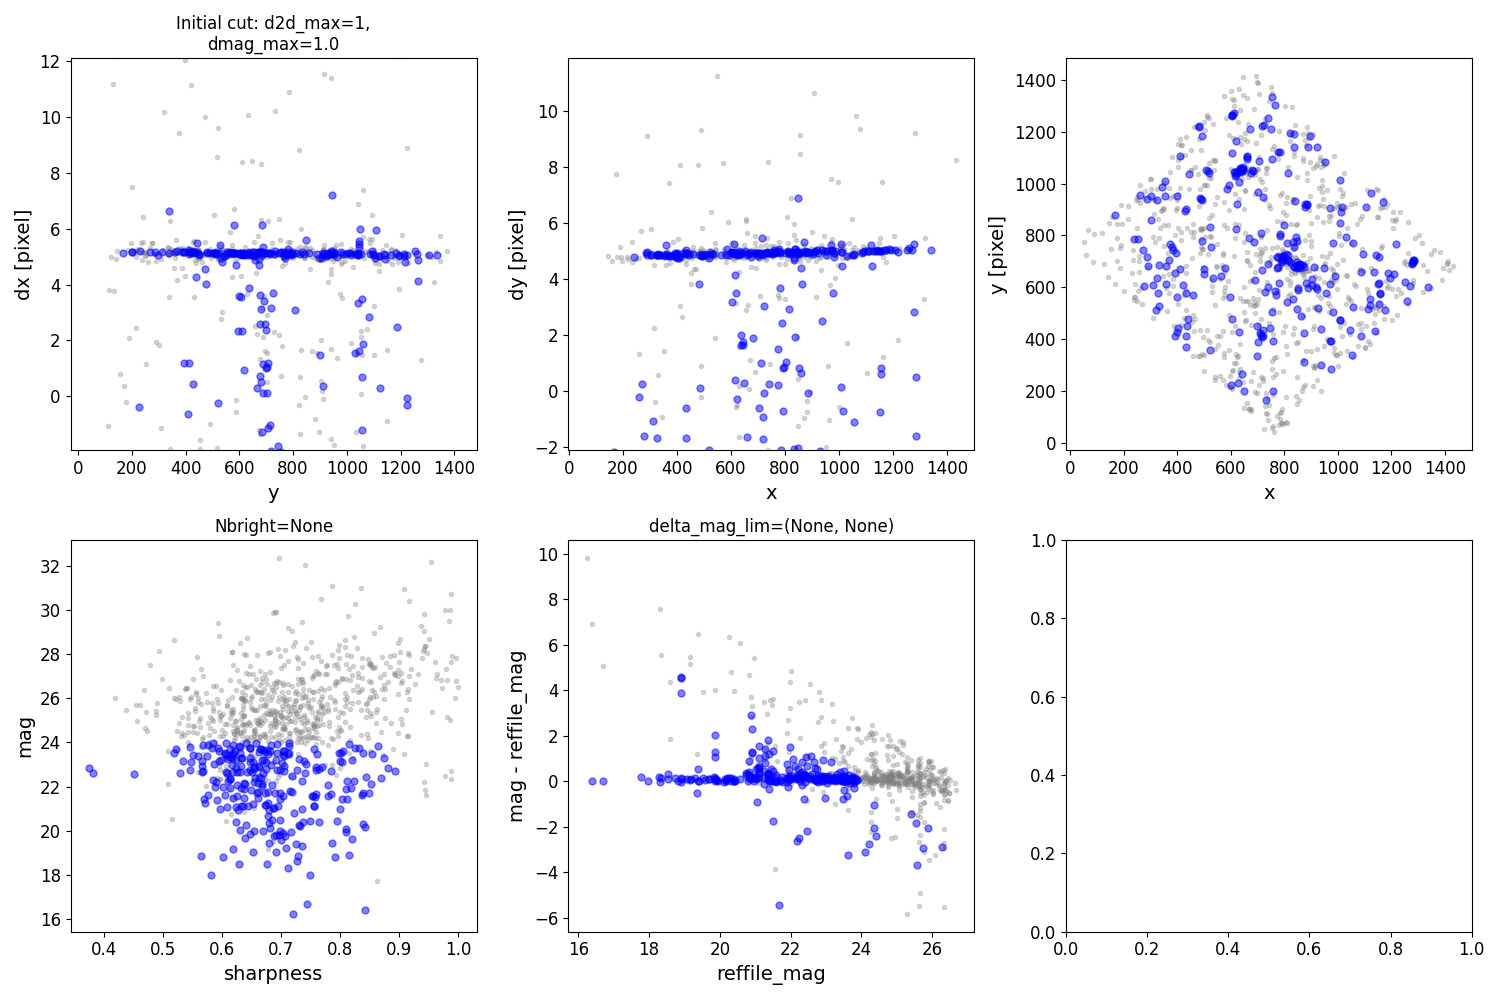 Initial cut: d2d_max=1,
dmag_max=1.0
12
10
8
6
4
2
0
dx [pixel]
0 200 400 600 800 1000 1200 1400
y
10
8
6
4
2
0
−2
dy [pixel]
0 200 400 600 800 1000 1200 1400
x
1400
1200
1000
800
600
400
200
0
y [pixel]
0 200 400 600 800 1000 1200 1400
x
Nbright=None
32
30
28
26
24
22
20
18
16
mag
0.4 0.5 0.6 0.7 0.8 0.9 1.0
sharpness
delta_mag_lim=(None, None)
10
8
6
4
2
0
−2
−4
−6
mag - reffile_mag
16 18 20 22 24 26
reffile_mag
1.0
0.8
0.6
0.4
0.2
0.0
0.0 0.2 0.4 0.6 0.8 1.0